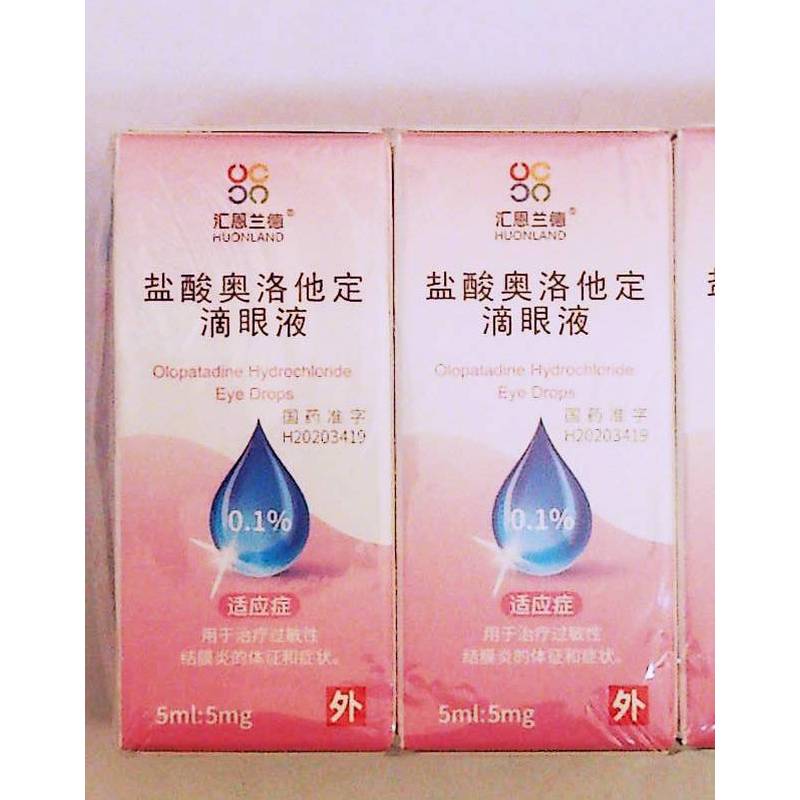 汇恩兰德®
HUONLAND
盐酸奥洛他定
滴眼液
Olopatadine Hydrochloride
Eye Drops
国药准字
H20203419
0.1%
适应症
用于治疗过敏性
结膜炎的体征和症状。
5ml:5mg
外
汇恩兰德®
HUONLAND
盐酸奥洛他定
滴眼液
Olopatadine Hydrochloride
Eye Drops
国药准字
H20203419
0.1%
适应症
用于治疗过敏性
结膜炎的体征和症状。
5ml:5mg
外